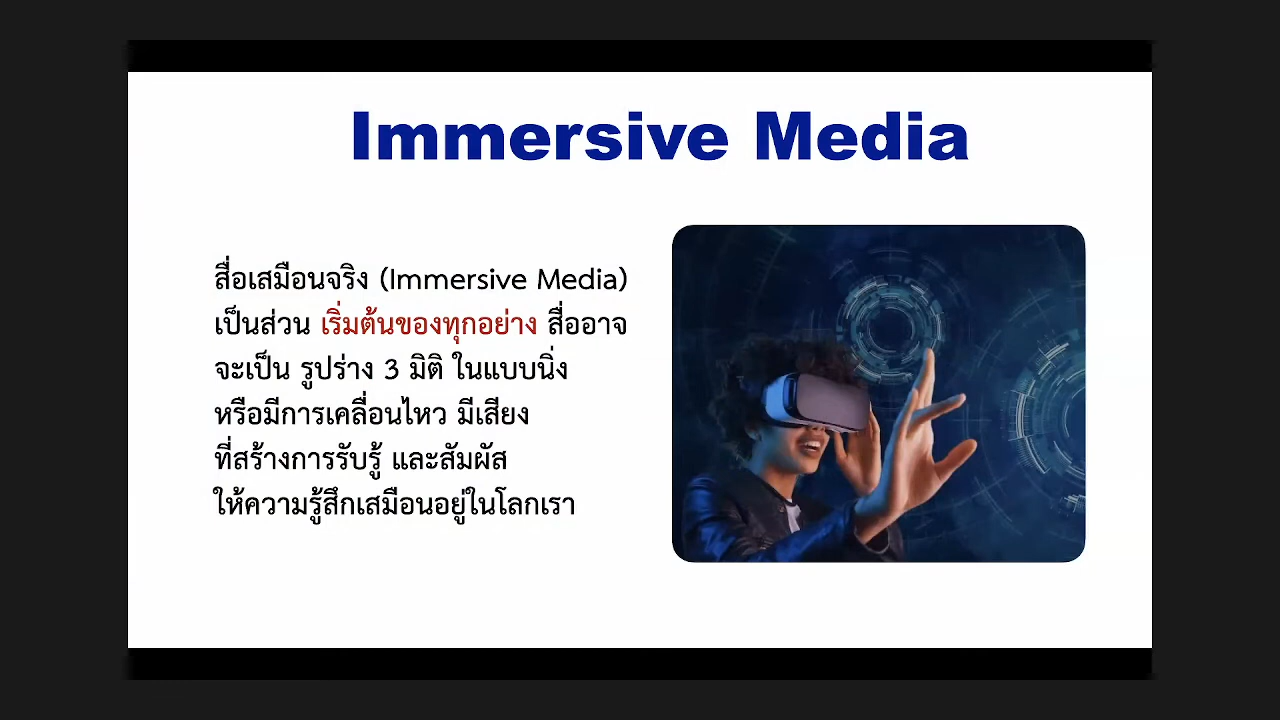 Immersive Media
สื่อเสมือนจริง (Immersive Media)
เป็นส่วน เริ่มต้นของทุกอย่าง สื่ออาจ
จะเป็น รูปร่าง 3 มิติ ในแบบนิ่ง
หรือมีการเคลื่อนไหว มีเสียง
ที่สร้างการรับรู้ และสัมผัส
ให้ความรู้สึกเสมือนอยู่ในโลกเรา